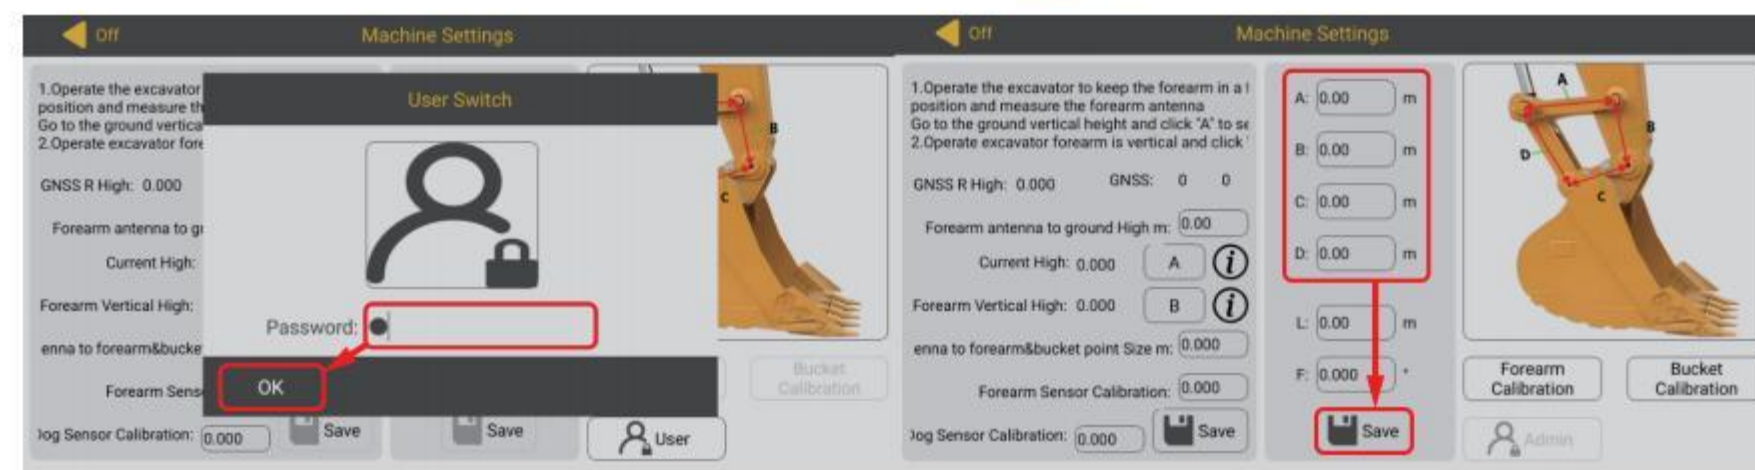 Off
Machine Settings
1.Operate the excavator
position and measure th
Go to the ground vertica
2.Operate excavator fore
GNSS R High: 0.000
Forearm antenna to gr
Current High:
Forearm Vertical High:
enna to forearm&bucke
Forearm Sens
Dog Sensor Calibration: 0.000
Save
User Switch
Password:
OK
Save
B
C
Bucket
Calibration
User
Off
Machine Settings
1.Operate the excavator to keep the forearm in a
position and measure the forearm antenna
Go to the ground vertical height and click "A" to se
2.Operate excavator forearm is vertical and click
GNSS R High: 0.000 GNSS: 0 0
Forearm antenna to ground High m: 0.00
Current High: 0.000 A i
Forearm Vertical High: 0.000 B i
enna to forearm&bucket point Size m: 0.000
Forearm Sensor Calibration: 0.000
Dog Sensor Calibration: 0.000 Save
A: 0.00 m
B: 0.00 m
C: 0.00 m
D: 0.00 m
L: 0.00 m
F: 0.000 °
Save
A
B
D
C
Forearm
Calibration
Bucket
Calibration
Admin